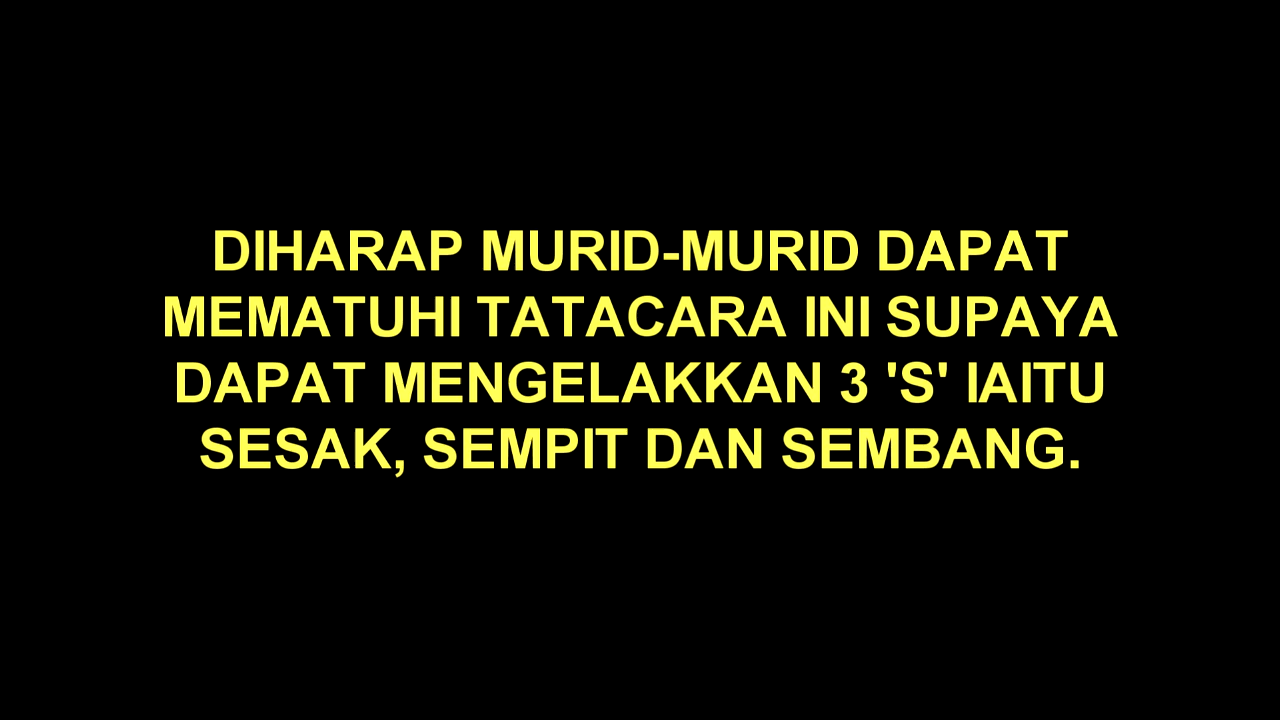 DIHARAP MURID-MURID DAPAT
MEMATUHI TATACARA INI SUPAYA
DAPAT MENGELAKKAN 3 'S' IAITU
SESAK, SEMPIT DAN SEMBANG.